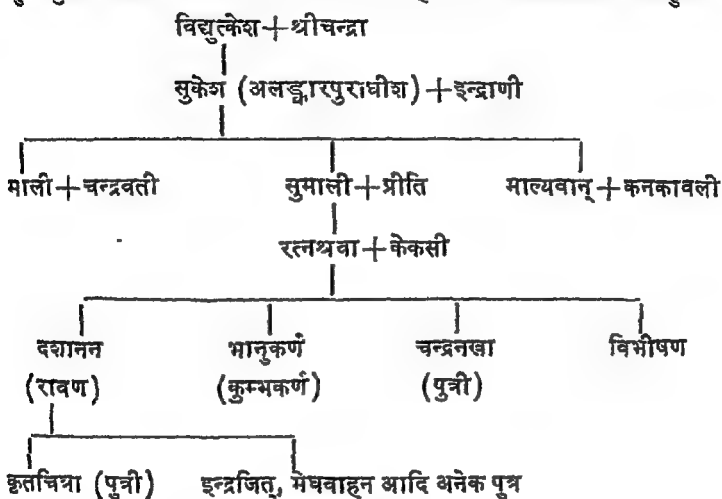 विद्युत्केश+श्रीचन्द्रा
सुकेश (अलङ्कारपुराधीश)+इन्द्राणी
माली+चन्द्रवती सुमाली+प्रीति माल्यवान्+कनकावली
रत्नश्रवा+केकसी
दशानन भानुकर्ण चन्द्रनखा विभीषण
(रावण) (कुम्भकर्ण) (पुत्री)
कृतचित्रा (पुत्री) इन्द्रजित्, मेघवाहन आदि अनेक पुत्र